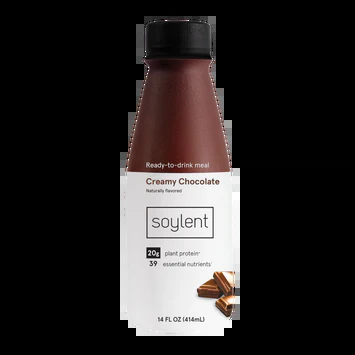 Ready-to-drink meal
Creamy Chocolate
Naturally flavored
soylent
20g plant protein*
39 essential nutrients*
14 FL OZ (414mL)